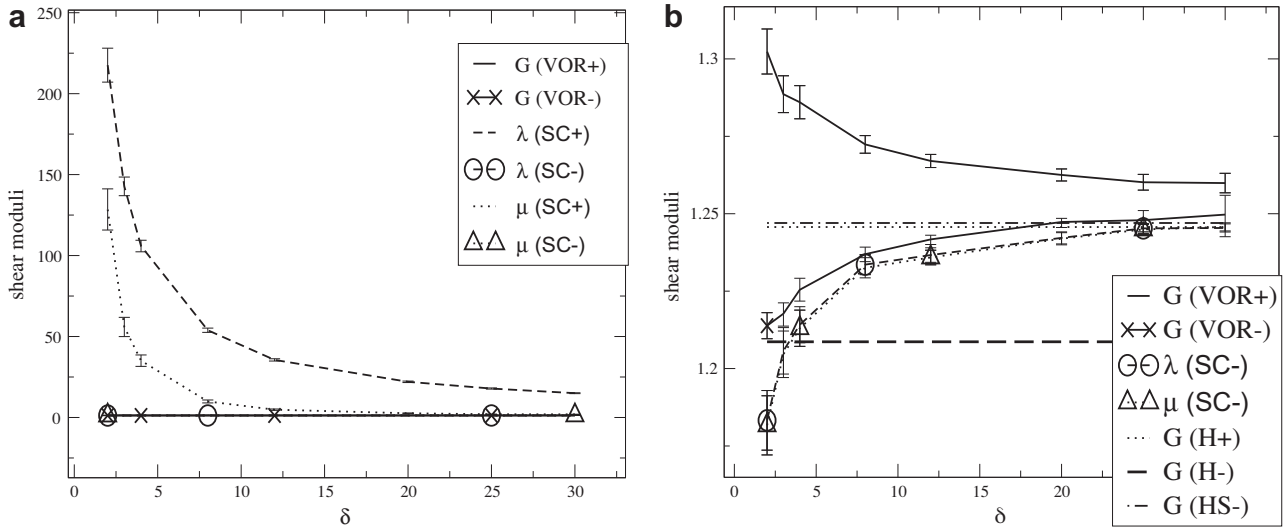 a
250
200
150
100
50
0
shear moduli
0 5 10 15 20 25 30
δ
G (VOR+)
G (VOR-)
λ (SC+)
λ (SC-)
μ (SC+)
μ (SC-)
b
1.3
1.25
1.2
shear moduli
0 5 10 15 20
δ
G (VOR+)
G (VOR-)
λ (SC-)
μ (SC-)
G (H+)
G (H-)
G (HS-)